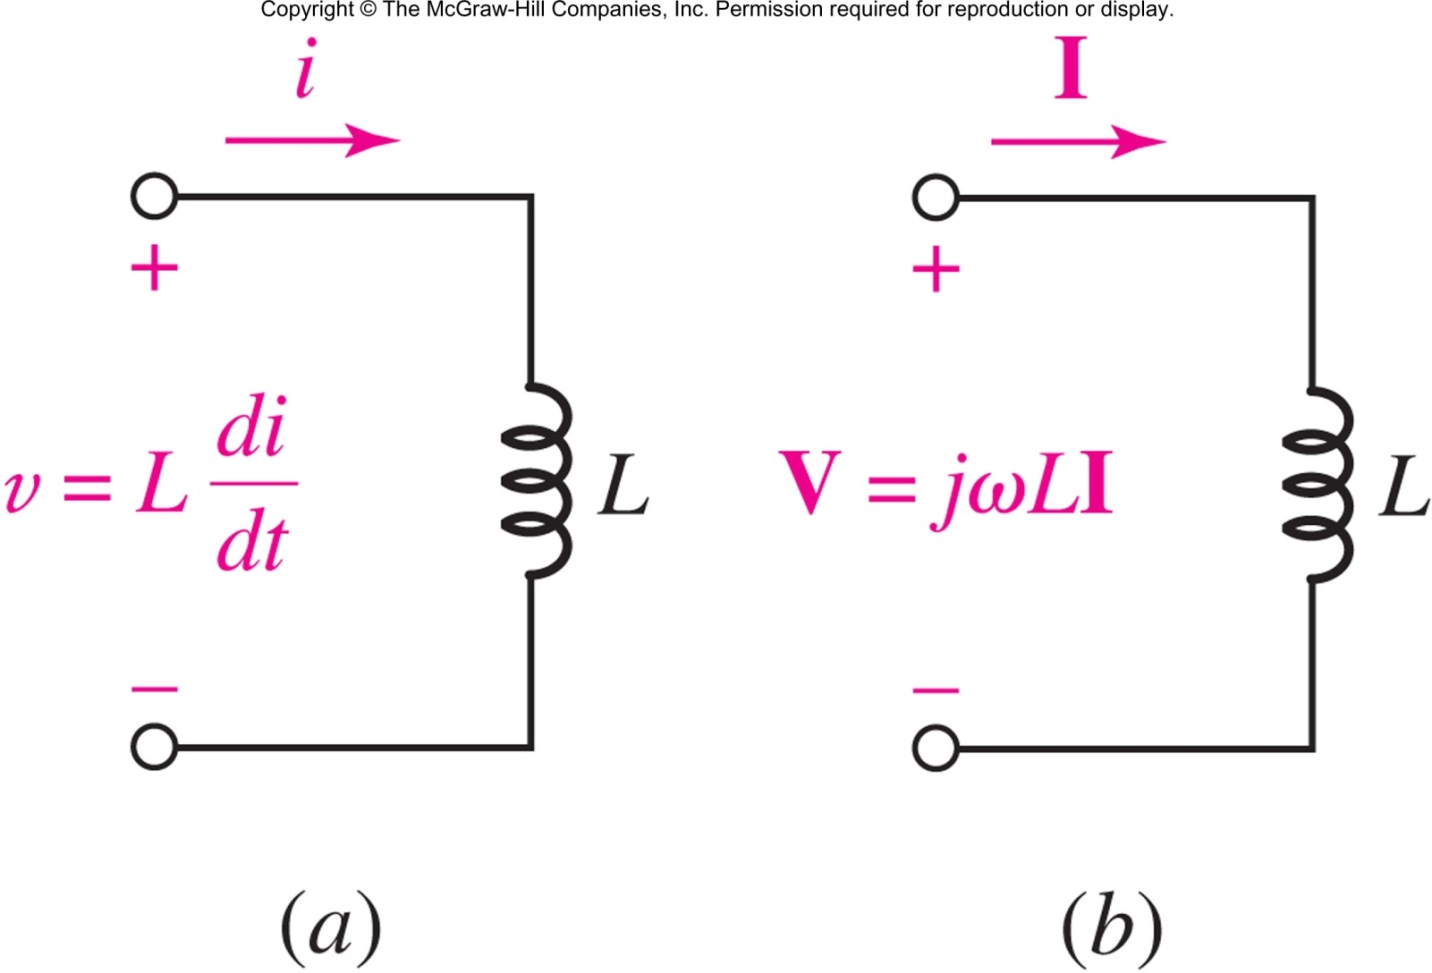 Copyright © The McGraw-Hill Companies, Inc. Permission required for reproduction or display.
i
+
v = L di/dt
L
−
(a)
I
+
V = jωLI
L
−
(b)